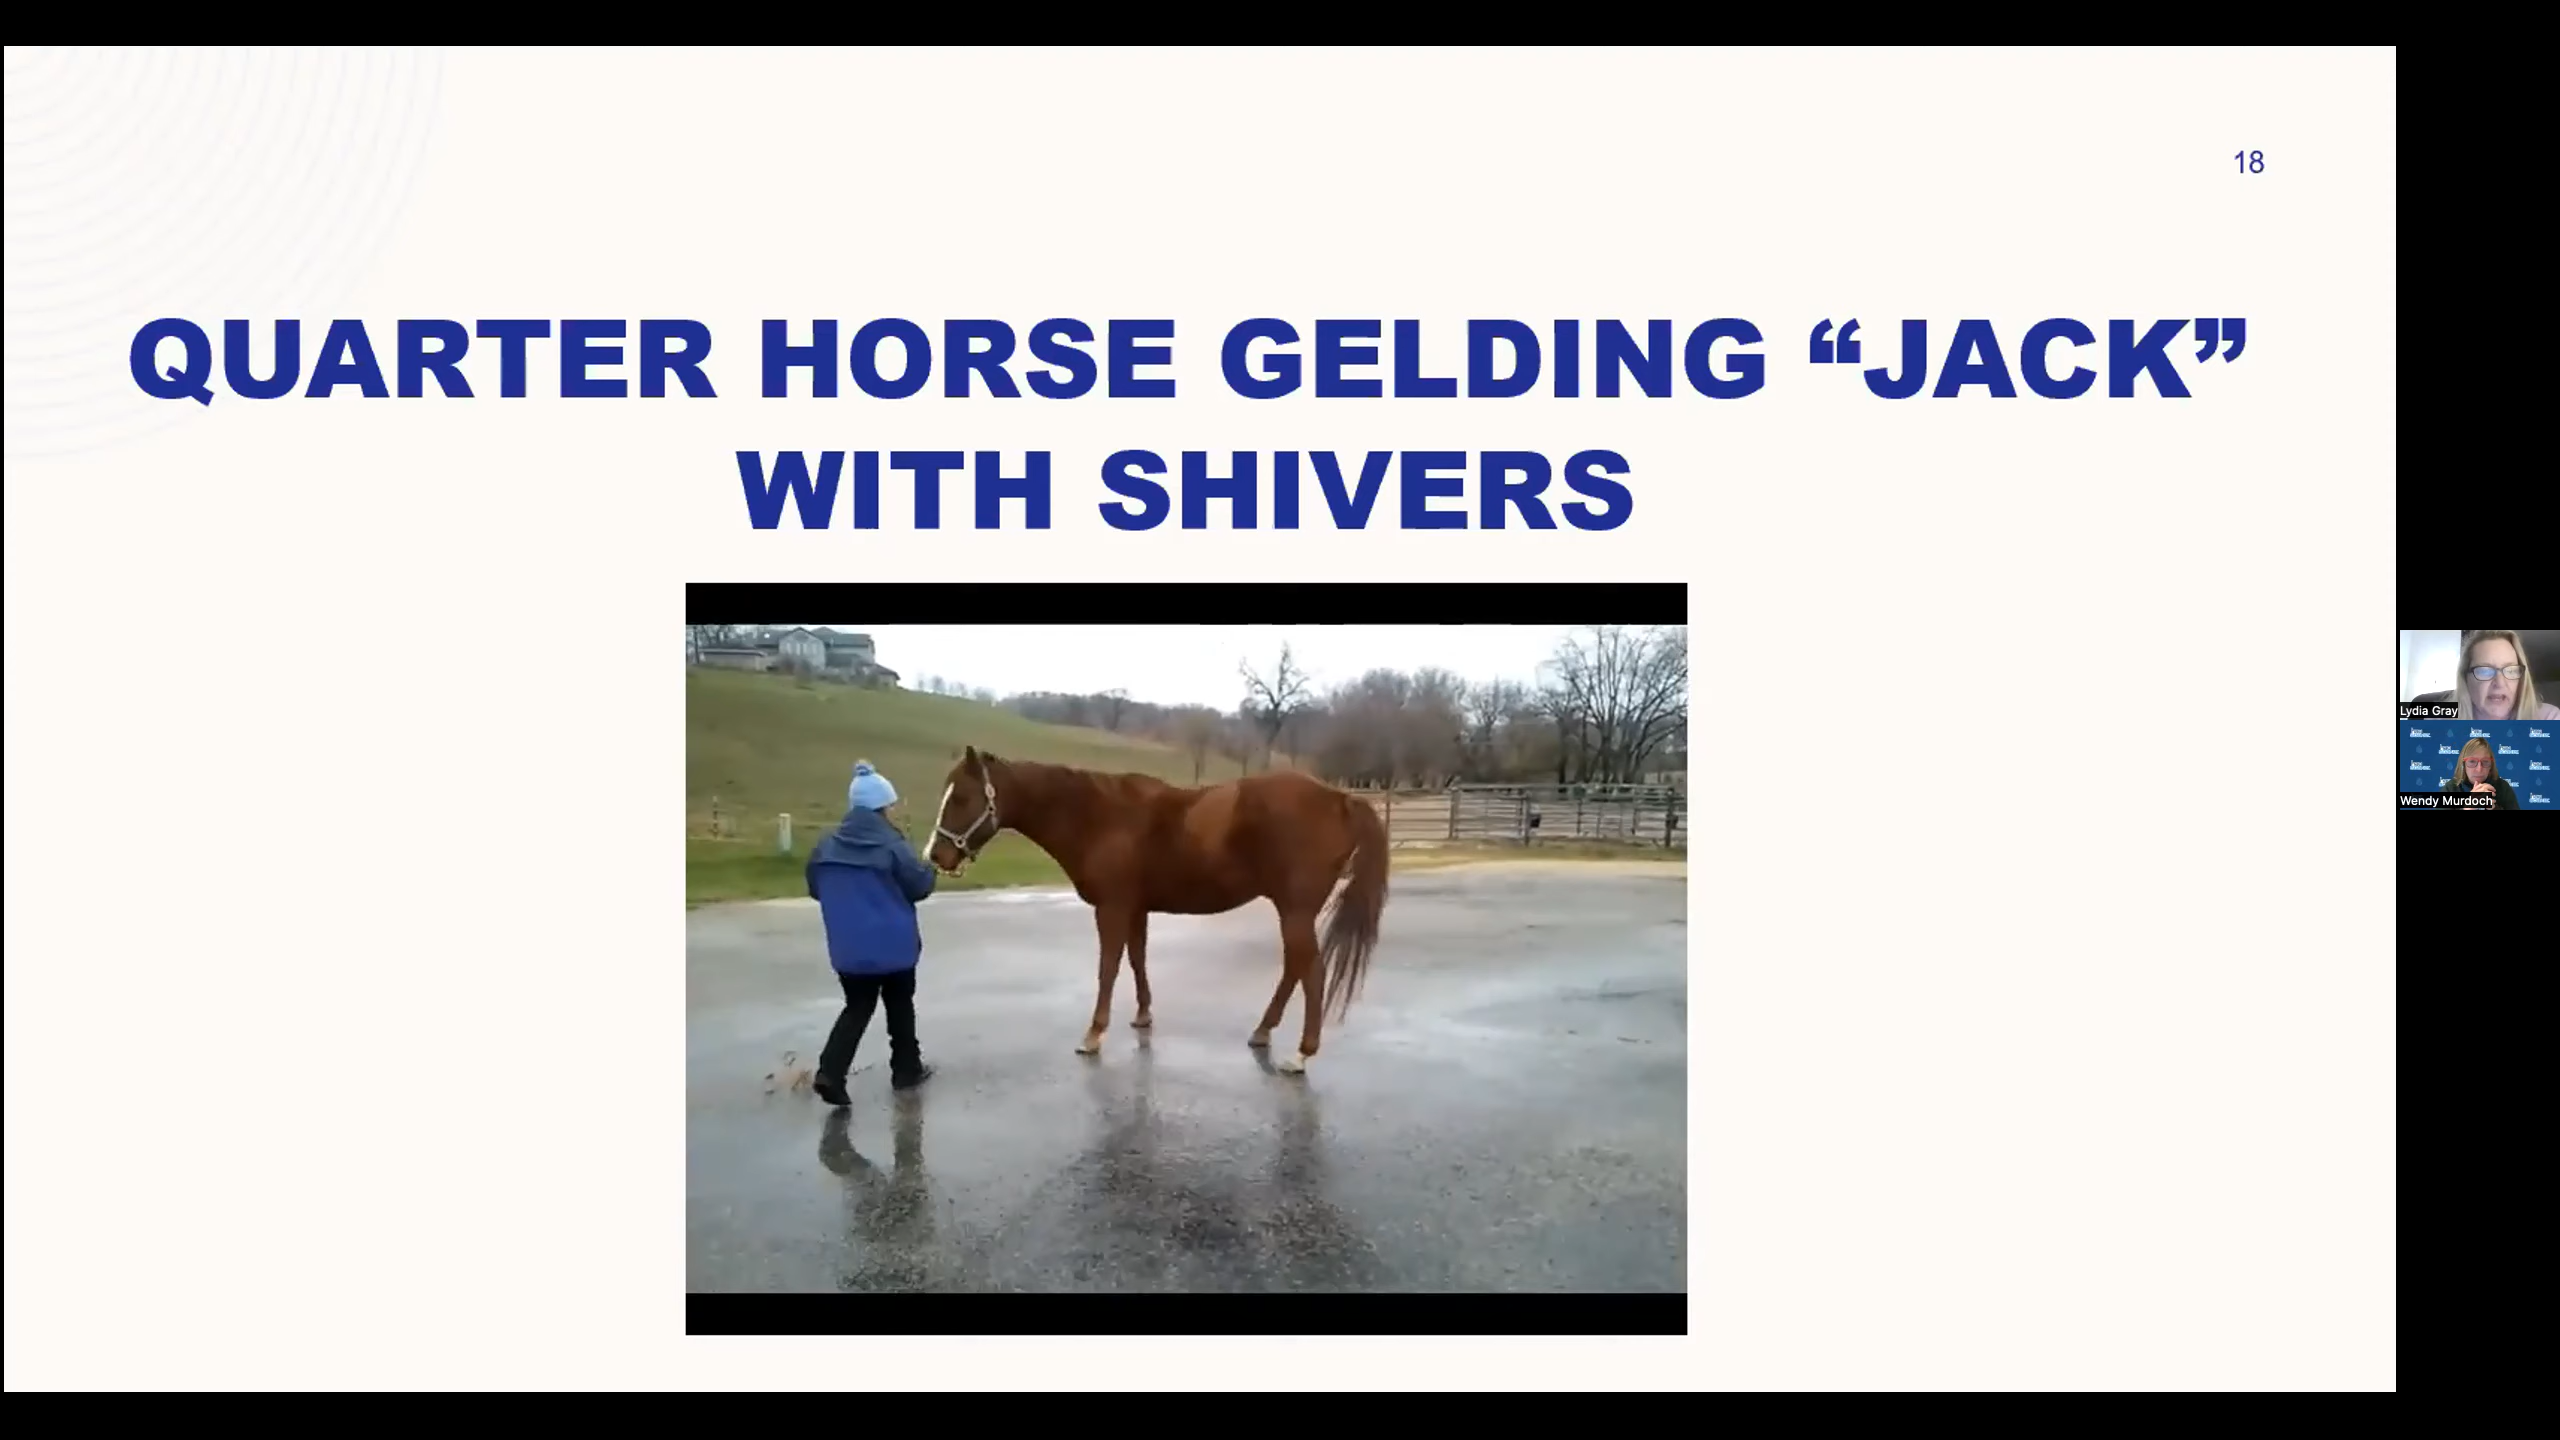 18
QUARTER HORSE GELDING “JACK”
WITH SHIVERS
Lydia Gray
Wendy Murdoch